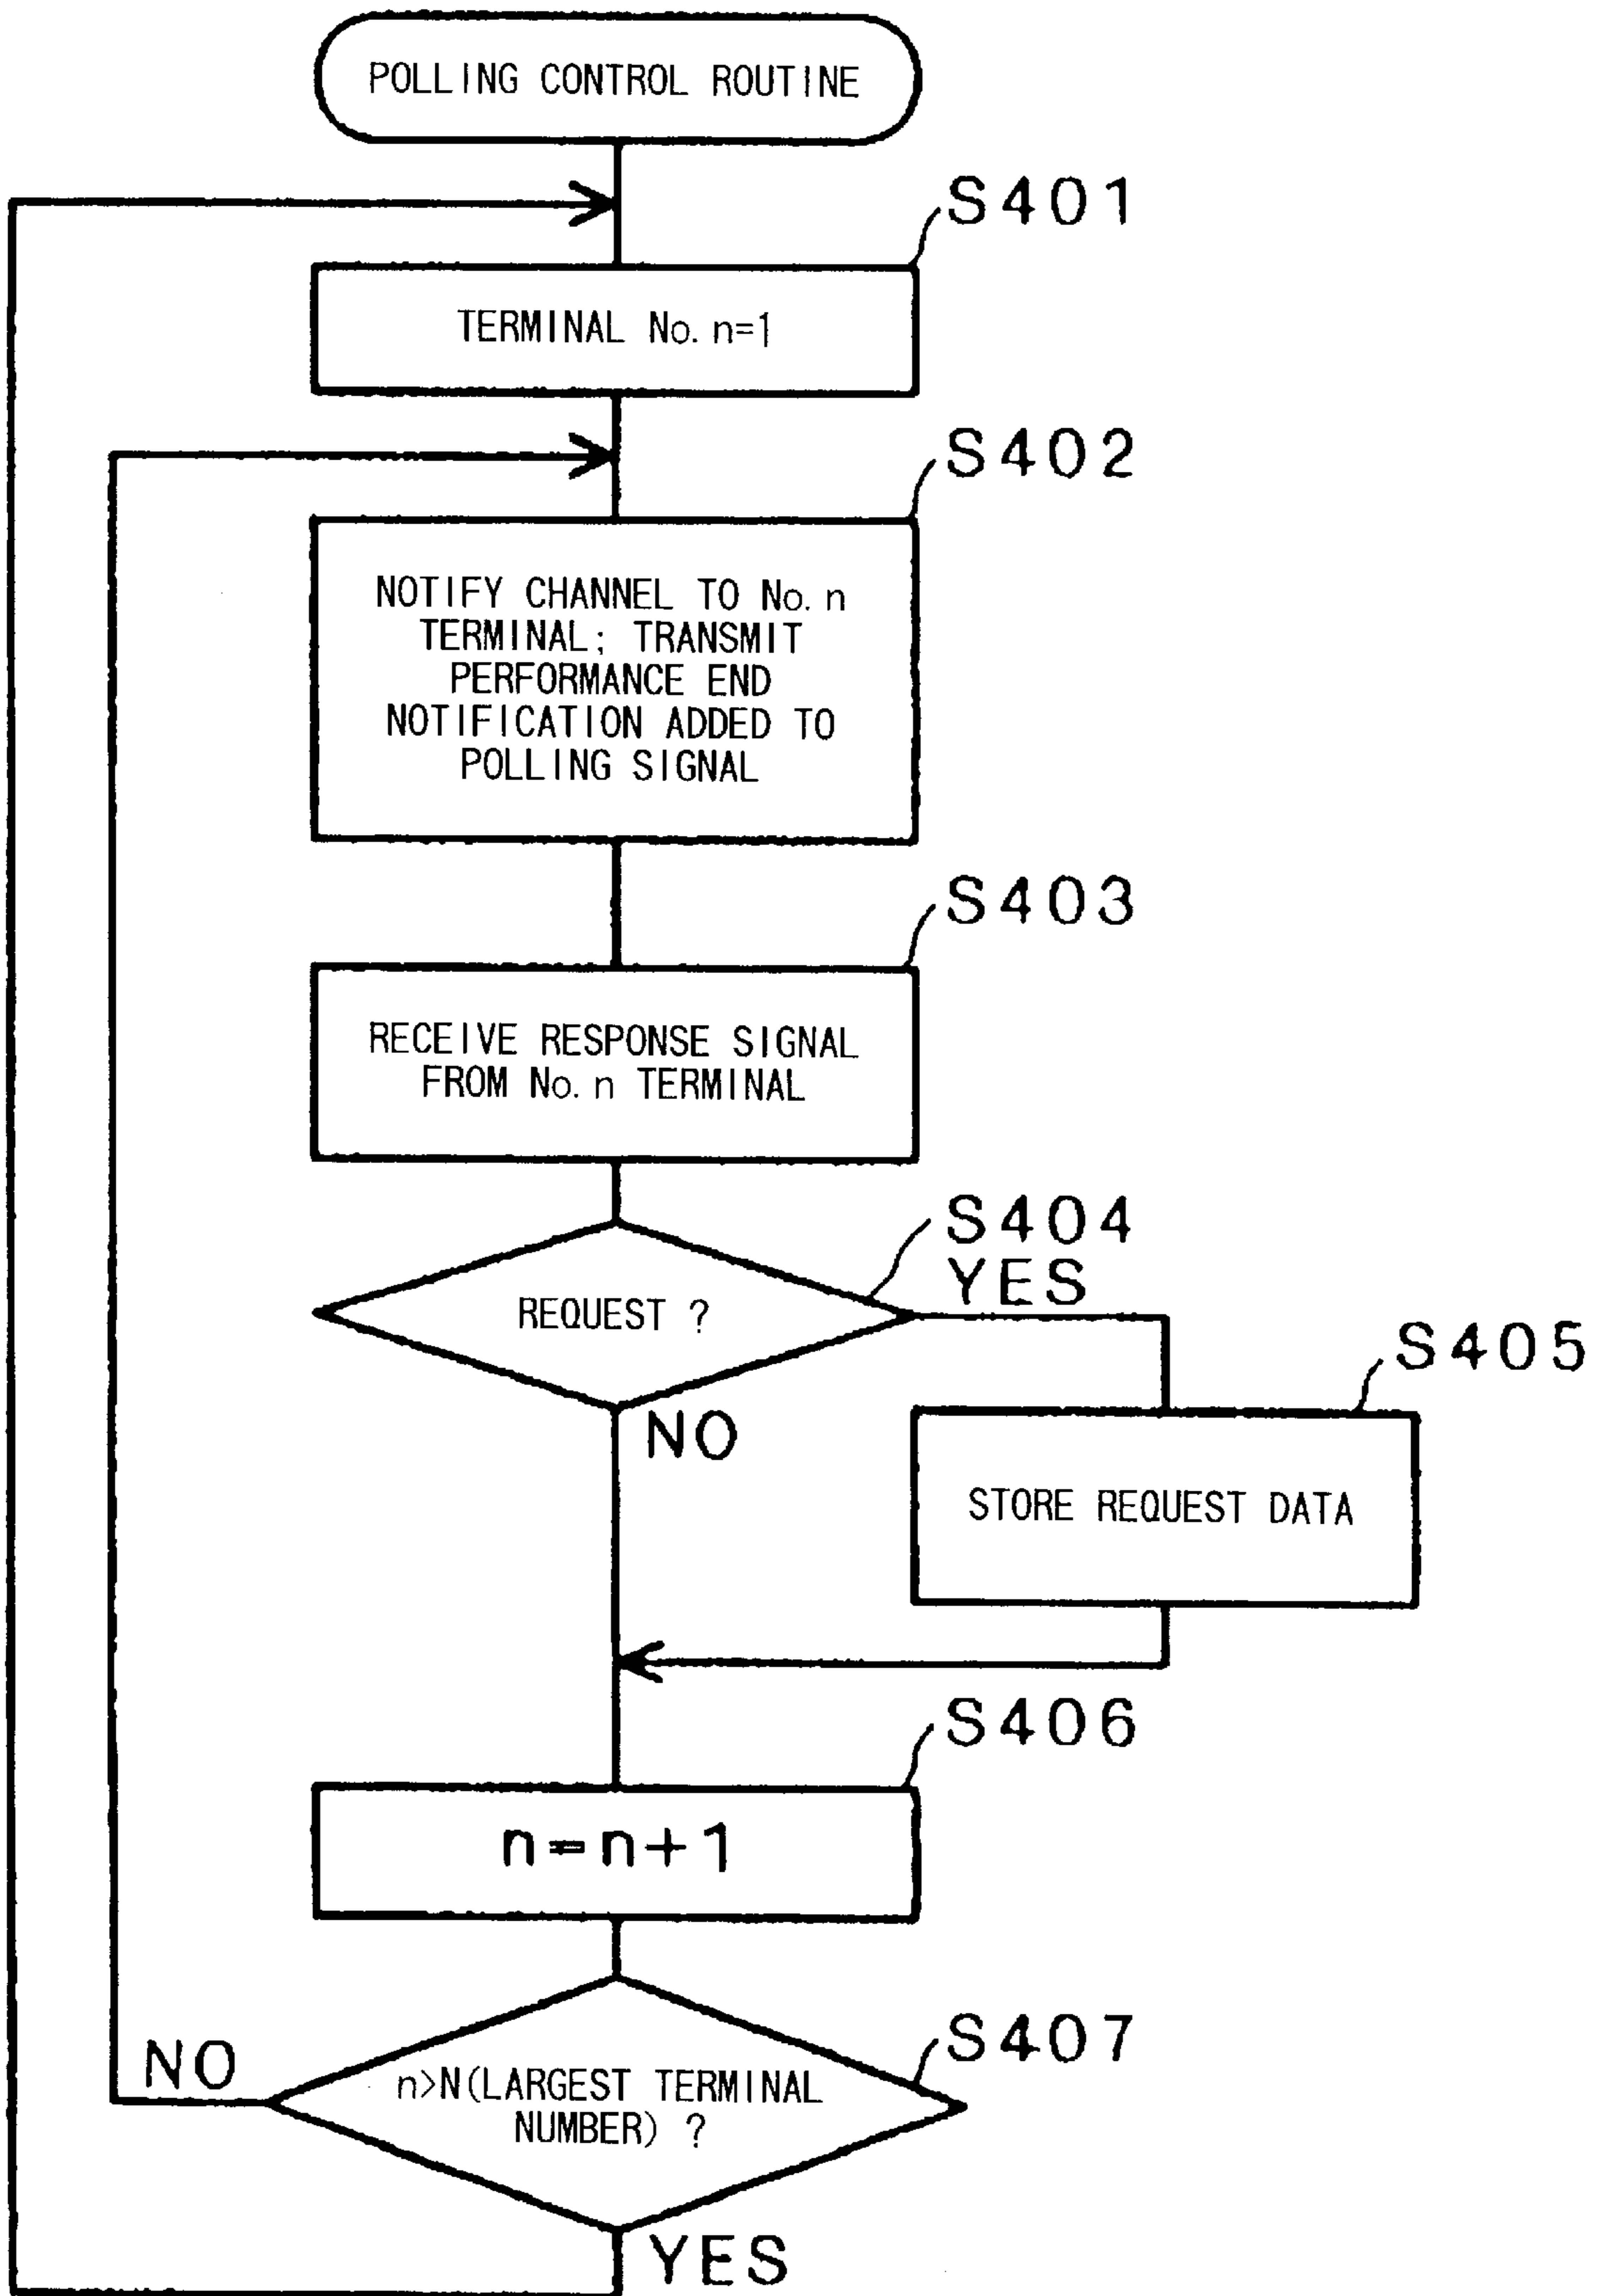 POLLING CONTROL ROUTINE
S401
TERMINAL No. n=1
S402
NOTIFY CHANNEL TO No. n
TERMINAL; TRANSMIT
PERFORMANCE END
NOTIFICATION ADDED TO
POLLING SIGNAL
S403
RECEIVE RESPONSE SIGNAL
FROM No. n TERMINAL
S404
YES
REQUEST ?
S405
NO
STORE REQUEST DATA
S406
n=n+1
S407
NO
n>N(LARGEST TERMINAL
NUMBER) ?
YES